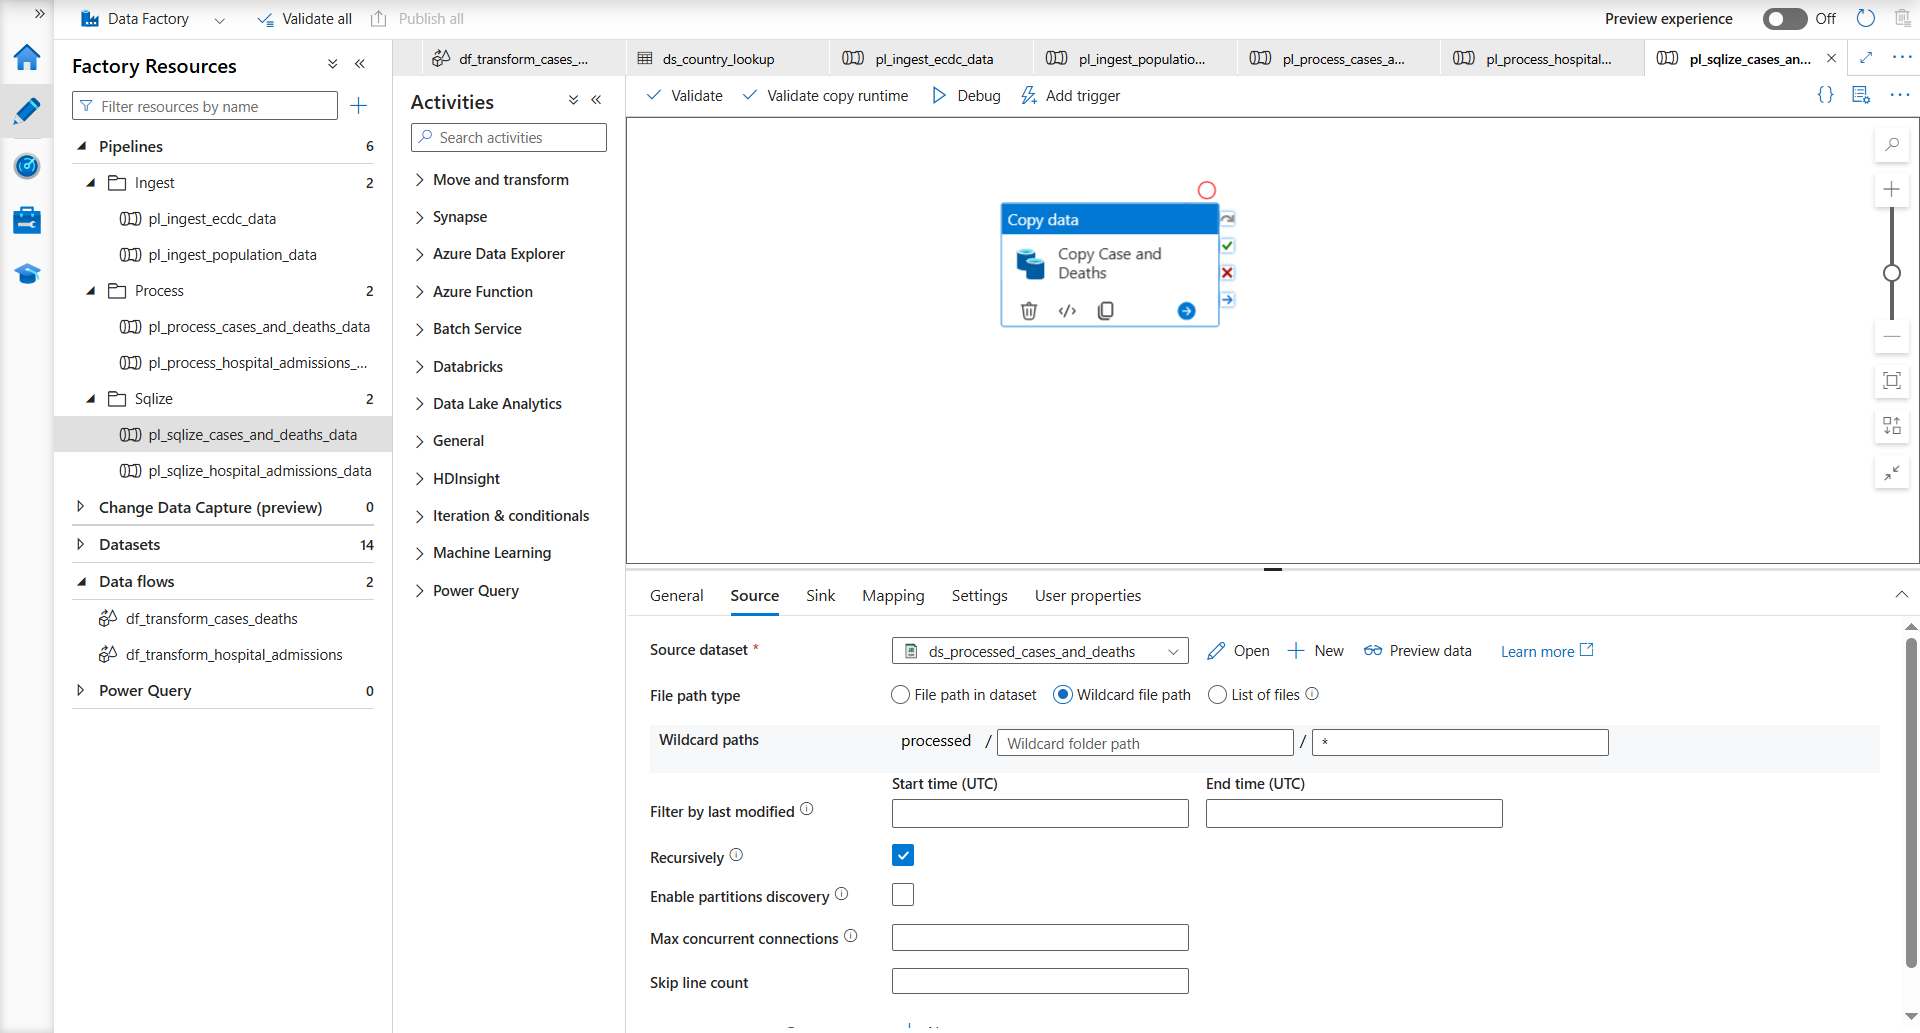 Data Factory
Validate all
Publish all
Preview experience
Off
Factory Resources
Filter resources by name
Pipelines 6
Ingest 2
pl_ingest_ecdc_data
pl_ingest_population_data
Process 2
pl_process_cases_and_deaths_data
pl_process_hospital_admissions_...
Sqlize 2
pl_sqlize_cases_and_deaths_data
pl_sqlize_hospital_admissions_data
Change Data Capture (preview) 0
Datasets 14
Data flows 2
df_transform_cases_deaths
df_transform_hospital_admissions
Power Query 0
df_transform_cases_...
ds_country_lookup
pl_ingest_ecdc_data
pl_ingest_populatio...
pl_process_cases_a...
pl_process_hospital...
pl_sqlize_cases_an...
Activities
Search activities
Move and transform
Synapse
Azure Data Explorer
Azure Function
Batch Service
Databricks
Data Lake Analytics
General
HDInsight
Iteration & conditionals
Machine Learning
Power Query
Validate
Validate copy runtime
Debug
Add trigger
Copy data
Copy Case and
Deaths
General
Source
Sink
Mapping
Settings
User properties
Source dataset *
ds_processed_cases_and_deaths
Open
New
Preview data
Learn more
File path type
File path in dataset
Wildcard file path
List of files
Wildcard paths
processed / Wildcard folder path / *
Start time (UTC)
End time (UTC)
Filter by last modified
Recursively
Enable partitions discovery
Max concurrent connections
Skip line count